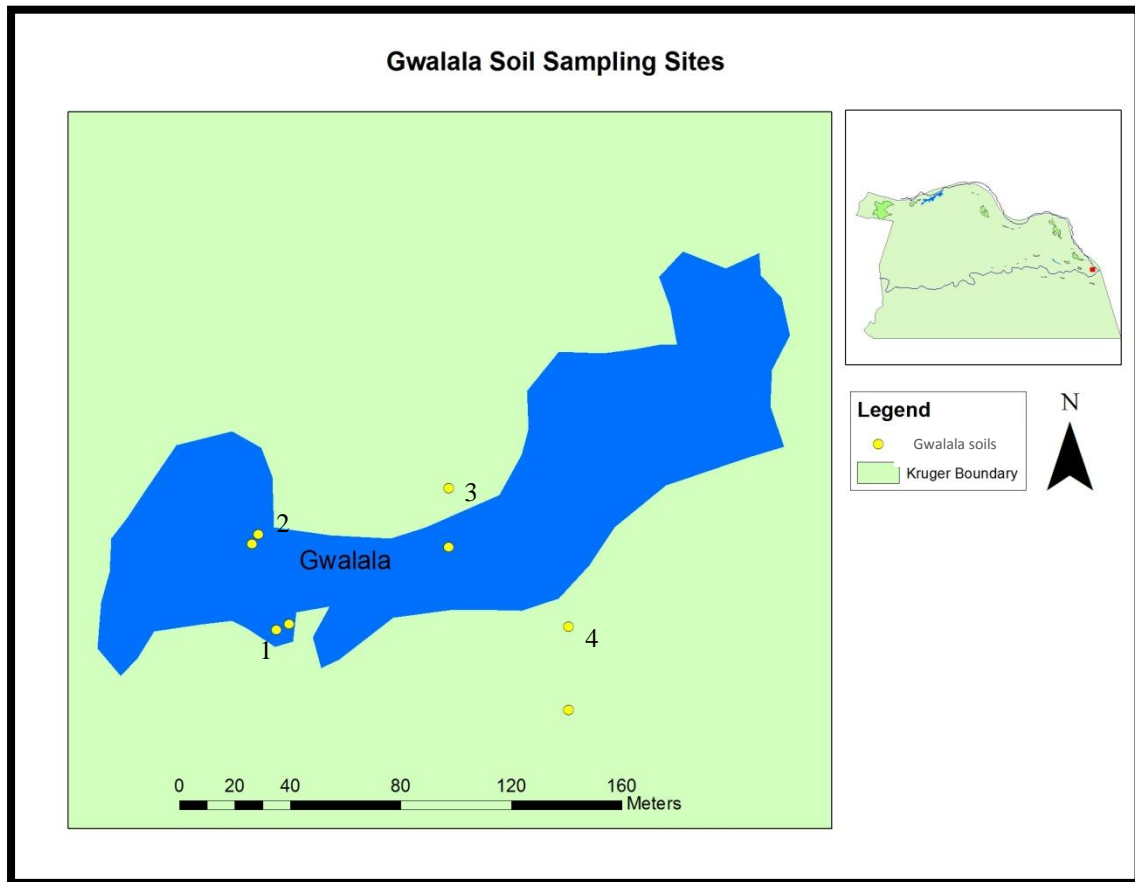 Gwalala Soil Sampling Sites
N
Legend
Gwalala soils
Kruger Boundary
3
2
Gwalala
4
1
0 20 40 80 120 160
Meters